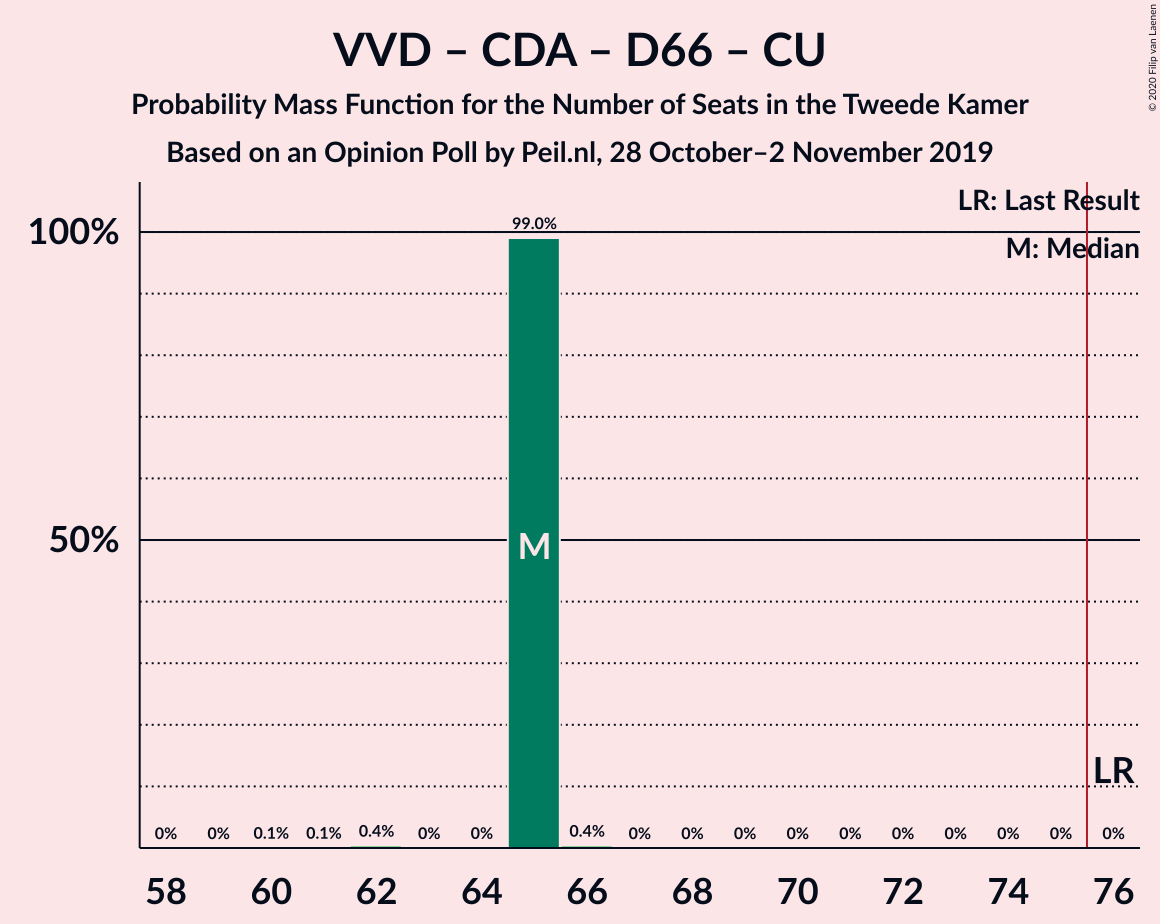 VVD – CDA – D66 – CU
Probability Mass Function for the Number of Seats in the Tweede Kamer
Based on an Opinion Poll by Peil.nl, 28 October–2 November 2019
© 2020 Filip van Laenen
LR: Last Result
M: Median
100%
50%
99.0%
M
LR
0% 0% 0.1% 0.1% 0.4% 0% 0% 0.4% 0% 0% 0% 0% 0% 0% 0% 0% 0% 0%
58 60 62 64 66 68 70 72 74 76